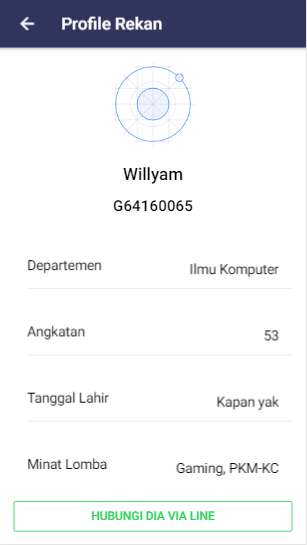 Profile Rekan
Willyam
G64160065
Departemen
Ilmu Komputer
Angkatan
53
Tanggal Lahir
Kapan yak
Minat Lomba
Gaming, PKM-KC
HUBUNGI DIA VIA LINE